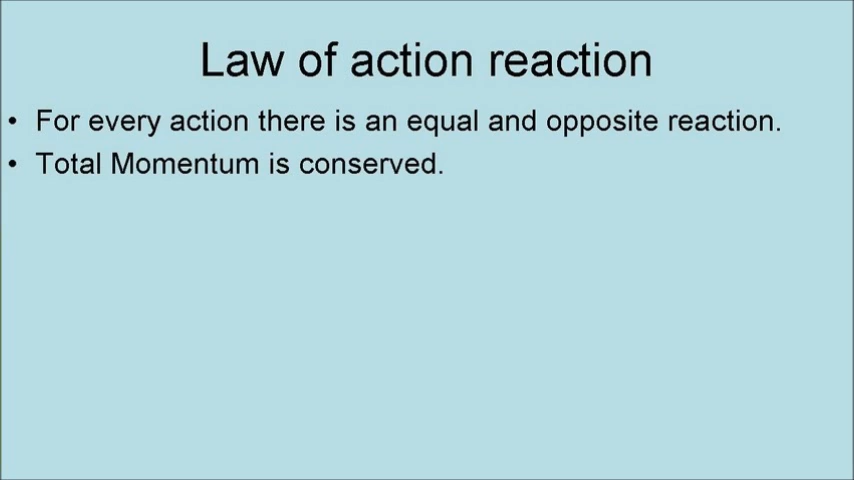 Law of action reaction
• For every action there is an equal and opposite reaction.
• Total Momentum is conserved.